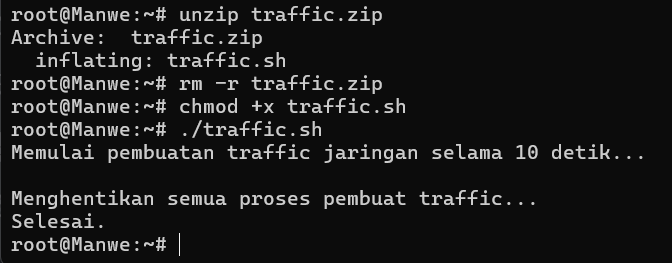 root@Manwe:~# unzip traffic.zip
Archive:  traffic.zip
  inflating: traffic.sh
root@Manwe:~# rm -r traffic.zip
root@Manwe:~# chmod +x traffic.sh
root@Manwe:~# ./traffic.sh
Memulai pembuatan traffic jaringan selama 10 detik...

Menghentikan semua proses pembuat traffic...
Selesai.
root@Manwe:~#